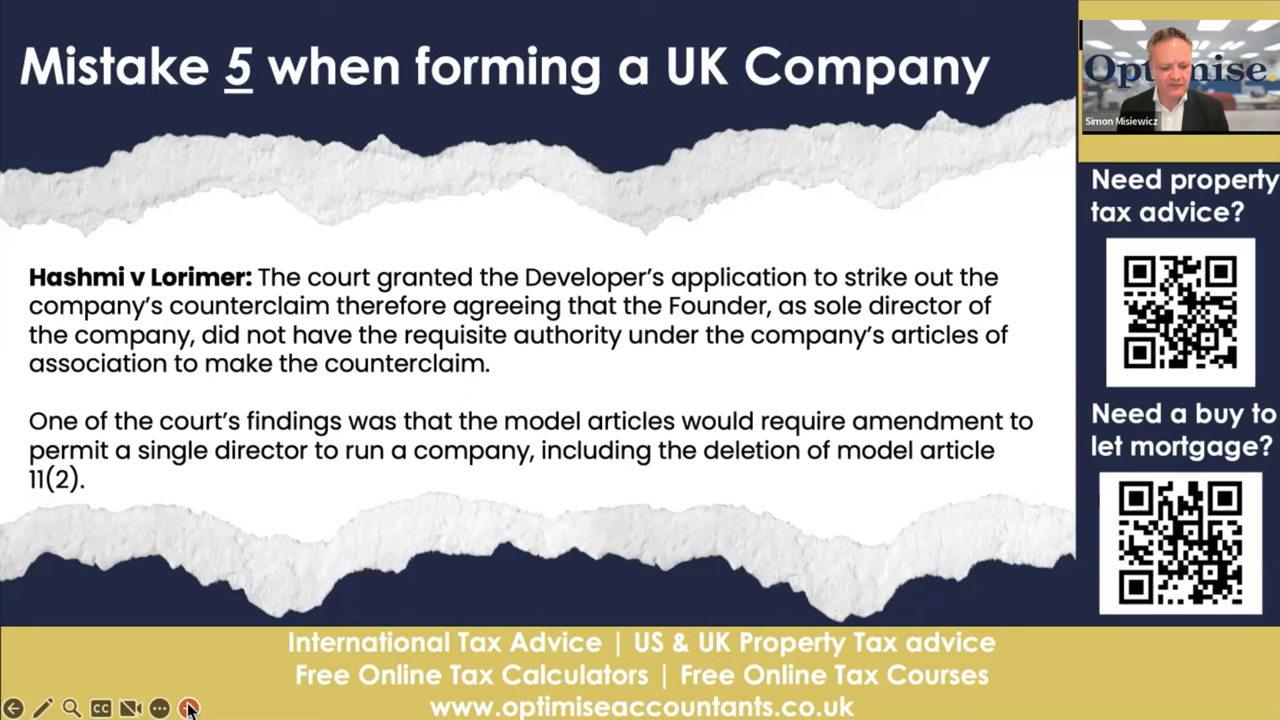 Mistake 5 when forming a UK Company
Hashmi v Lorimer: The court granted the Developer's application to strike out the
company's counterclaim therefore agreeing that the Founder, as sole director of
the company, did not have the requisite authority under the company's articles of
association to make the counterclaim.
One of the court's findings was that the model articles would require amendment to
permit a single director to run a company, including the deletion of model article
11(2).
Optimise.
Simon Misiewicz
Need property
tax advice?
Need a buy to
let mortgage?
International Tax Advice | US & UK Property Tax advice
Free Online Tax Calculators | Free Online Tax Courses
www.optimiseaccountants.co.uk
CC